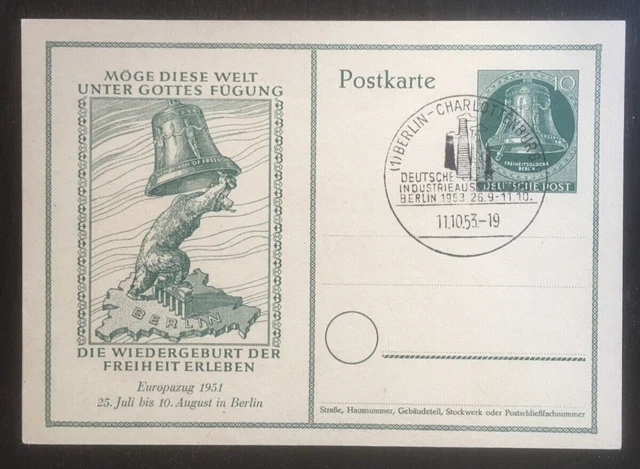 MÖGE DIESE WELT
UNTER GOTTES FÜGUNG
BERLIN
DIE WIEDERGEBURT DER
FREIHEIT ERLEBEN
Europazug 1951
25. Juli bis 10. August in Berlin
Postkarte
10
FREIHEITSGLOCKE
BERLIN
DEUTSCHE POST
(1) BERLIN-CHARLOTTENBURG
DEUTSCHE
INDUSTRIEAUS
BERLIN 1953 26.9-11.10.
11.10.53.-19
Straße, Hausnummer, Gebäudeteil, Stockwerk oder Postschließfachnummer